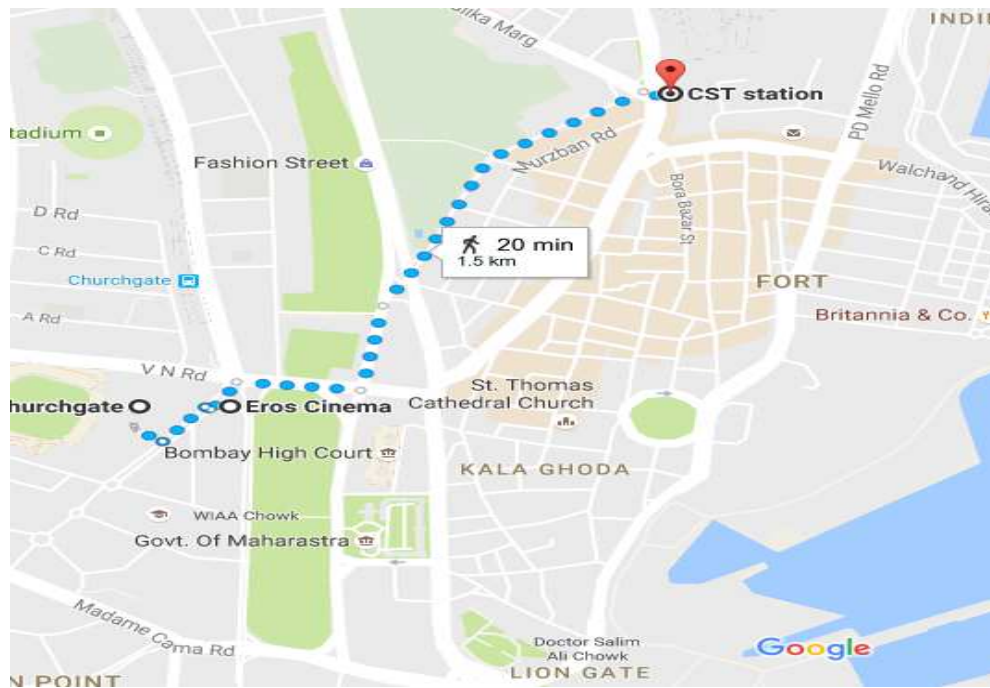 INDI
ilka Marg
CST station
PD Mello Rd
tadium
Fashion Street
Murzban Rd
Walchand Hira
Bora Bazar St
D Rd
20 min
1.5 km
C Rd
Churchgate
FORT
A Rd
Britannia & Co.
V N Rd
St. Thomas
Cathedral Church
hurchgate
Eros Cinema
Bombay High Court
KALA GHODA
WIAA Chowk
Govt. Of Maharastra
Madame Cama Rd
Doctor Salim
Ali Chowk
Google
LION GATE
N POINT